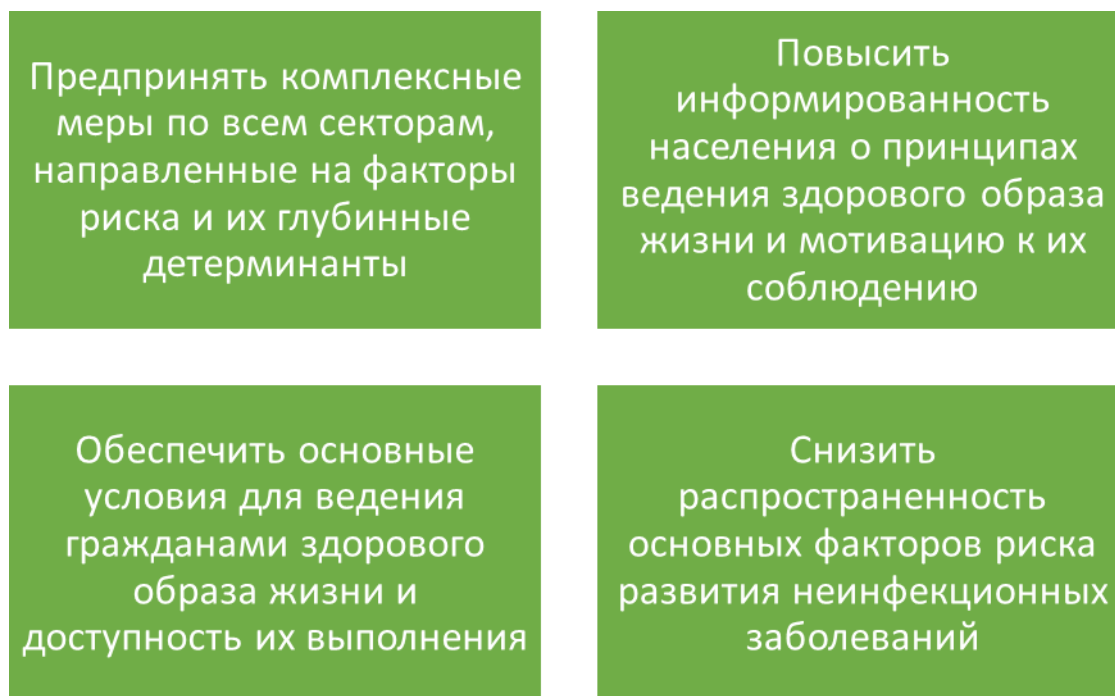 Предпринять комплексные
меры по всем секторам,
направленные на факторы
риска и их глубинные
детерминанты
Повысить
информированность
населения о принципах
ведения здорового образа
жизни и мотивацию к их
соблюдению
Обеспечить основные
условия для ведения
гражданами здорового
образа жизни и
доступность их выполнения
Снизить
распространенность
основных факторов риска
развития неинфекционных
заболеваний